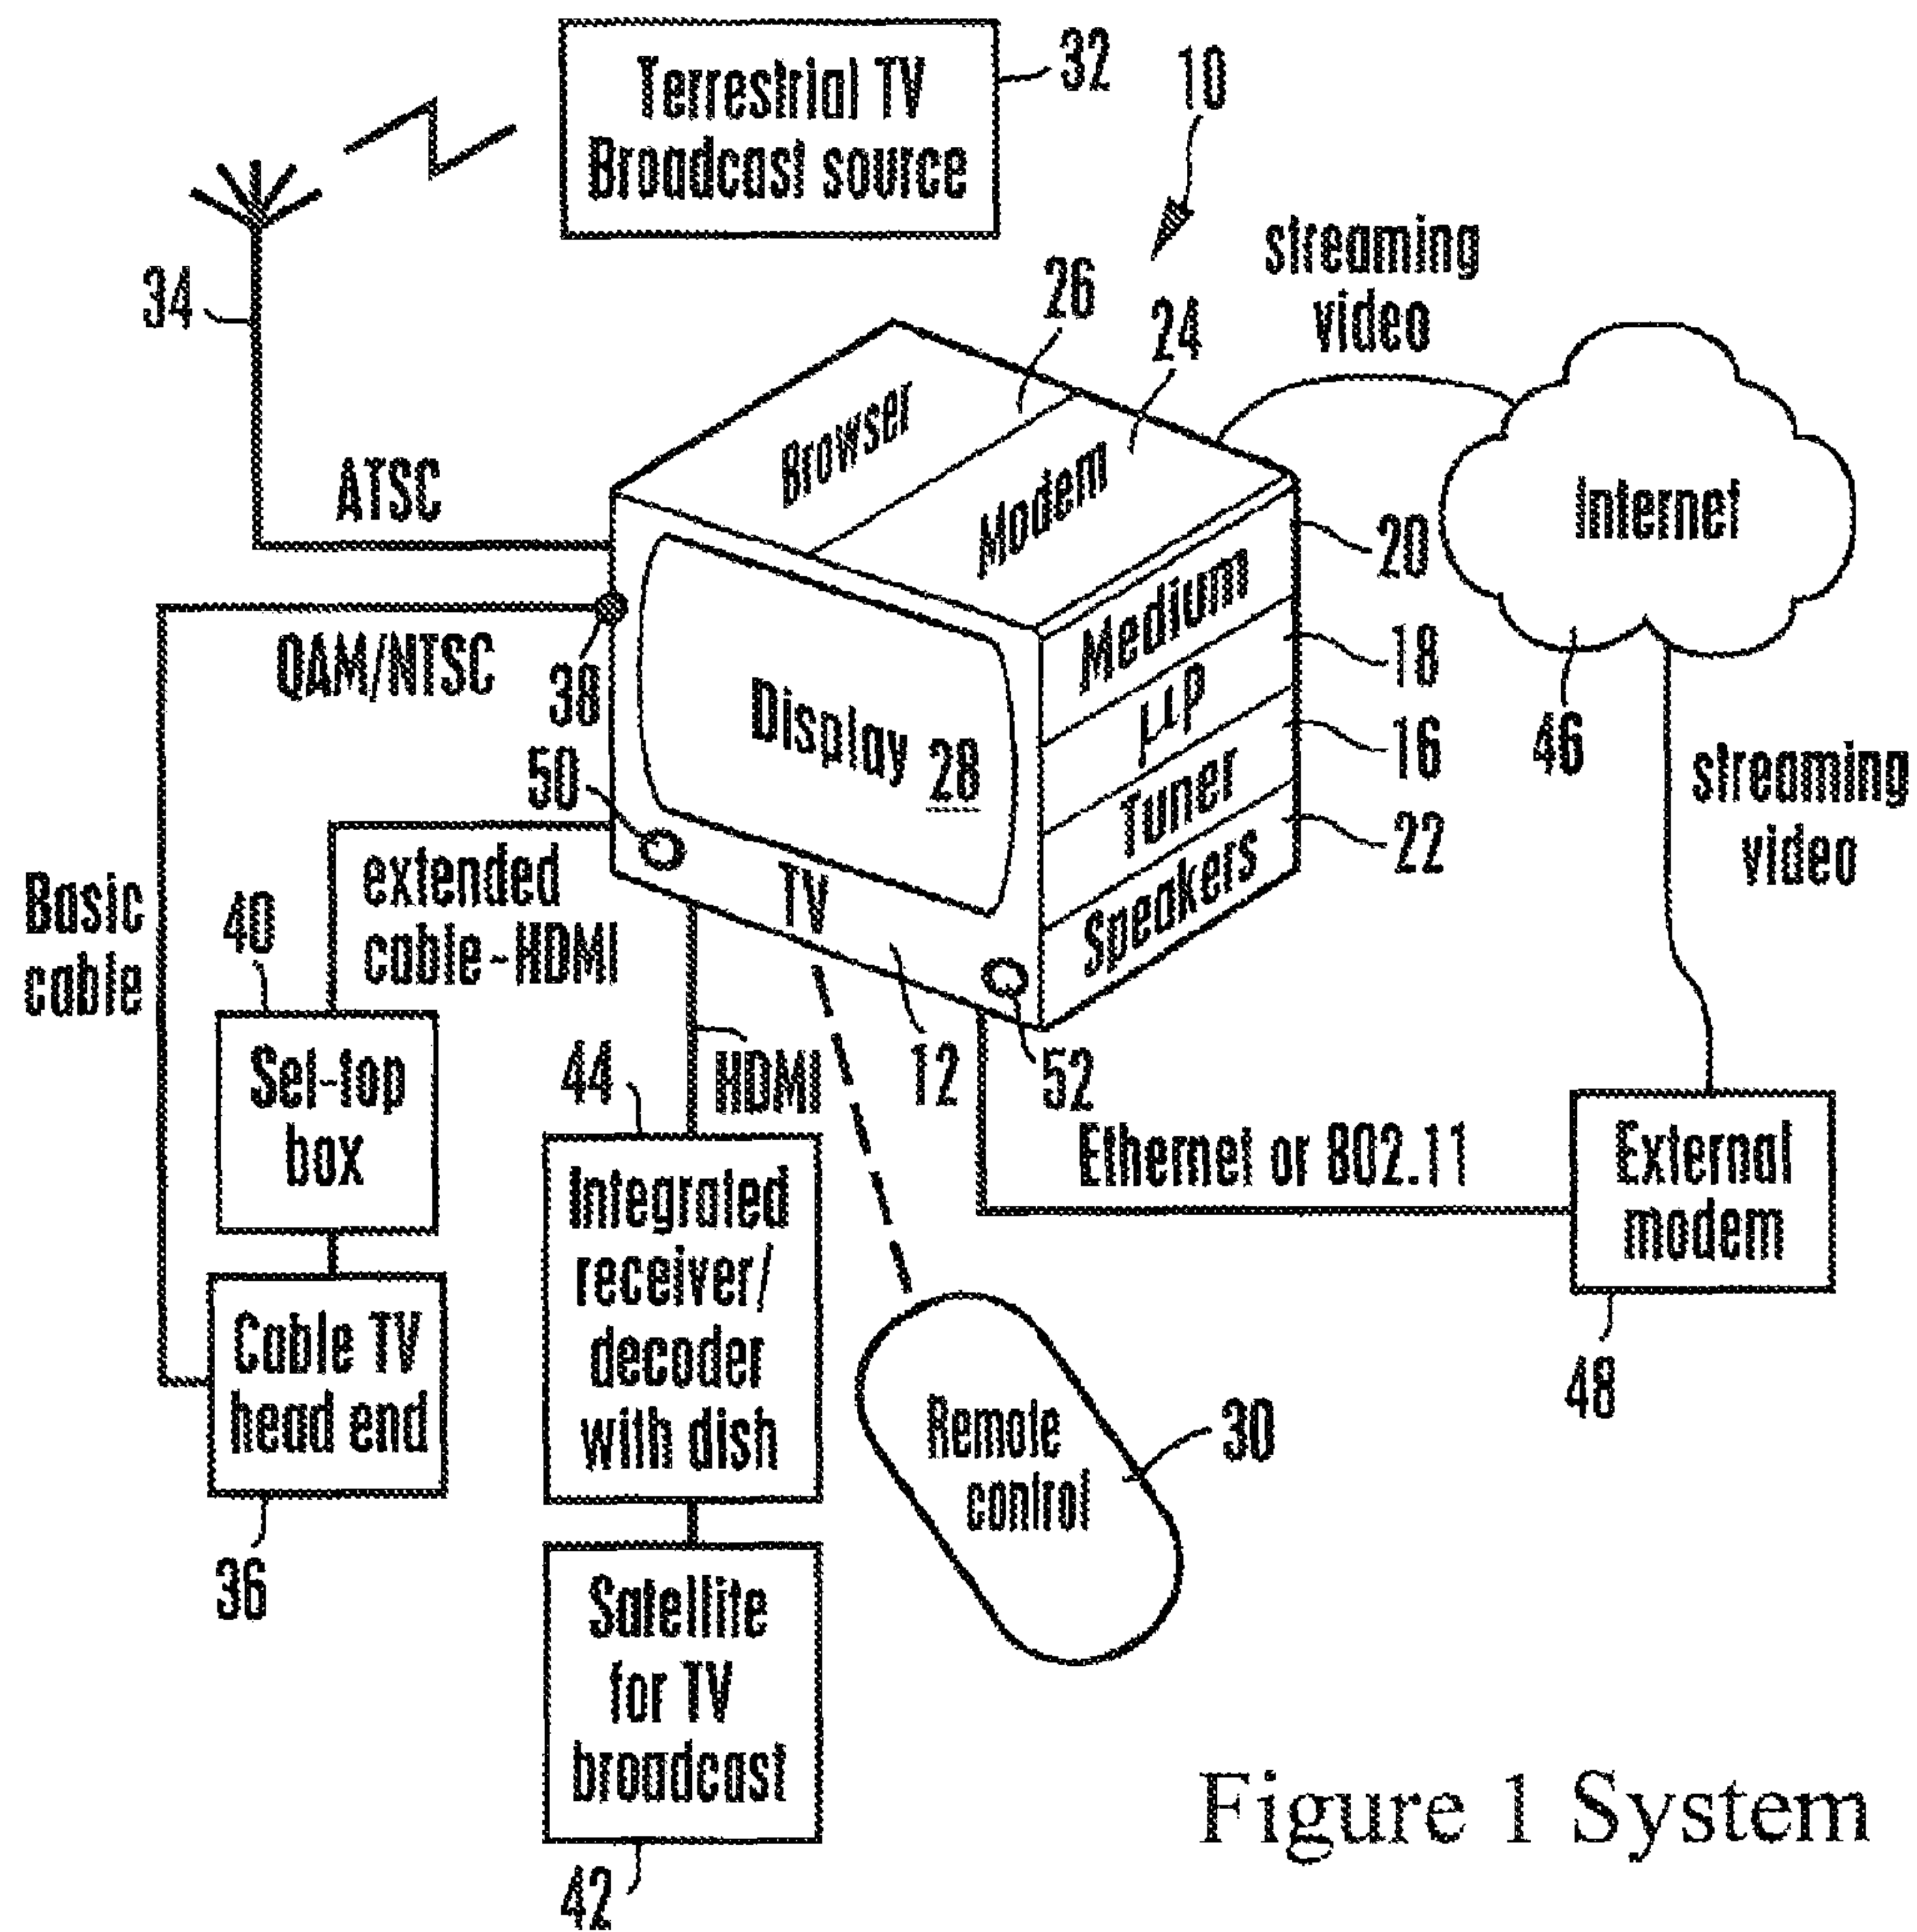 Terrestrial TV
Broadcast source
32
10
34
26
24
streaming
video
Browser
Modem
Internet
ATSC
20
Medium
QAM/NTSC
38
18
46
μP
Display 28
16
50
Tuner
streaming
video
22
extended
cable-HDMI
TV
Speakers
Basic
cable
40
Set-top
box
44
HDMI
12
52
Ethernet or 802.11
External
modem
Integrated
receiver/
decoder
with dish
Cable TV
head end
48
Remote
control
30
36
Satellite
for TV
broadcast
42
Figure 1 System